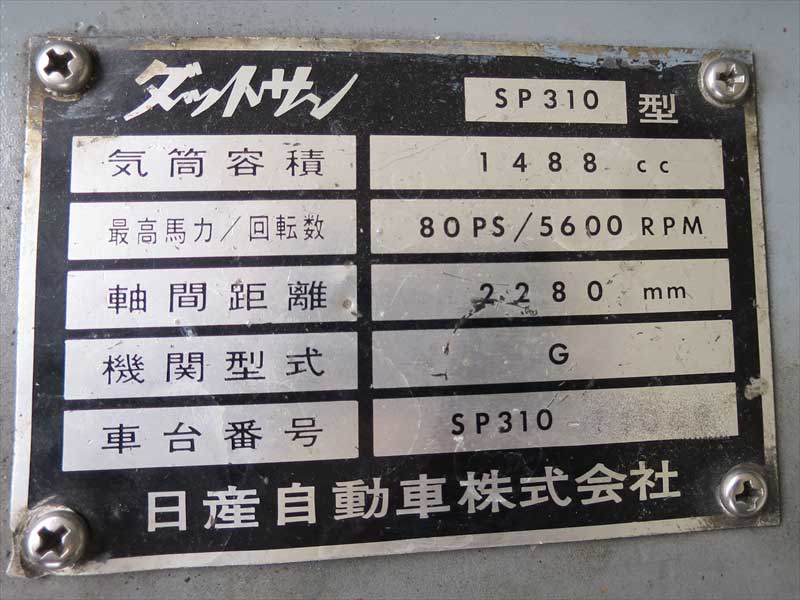 ダットサン SP310 型
気筒容積 1488 cc
最高馬力/回転数 80PS/5600 RPM
軸間距離 2280 mm
機関型式 G
車台番号 SP310
日産自動車株式会社